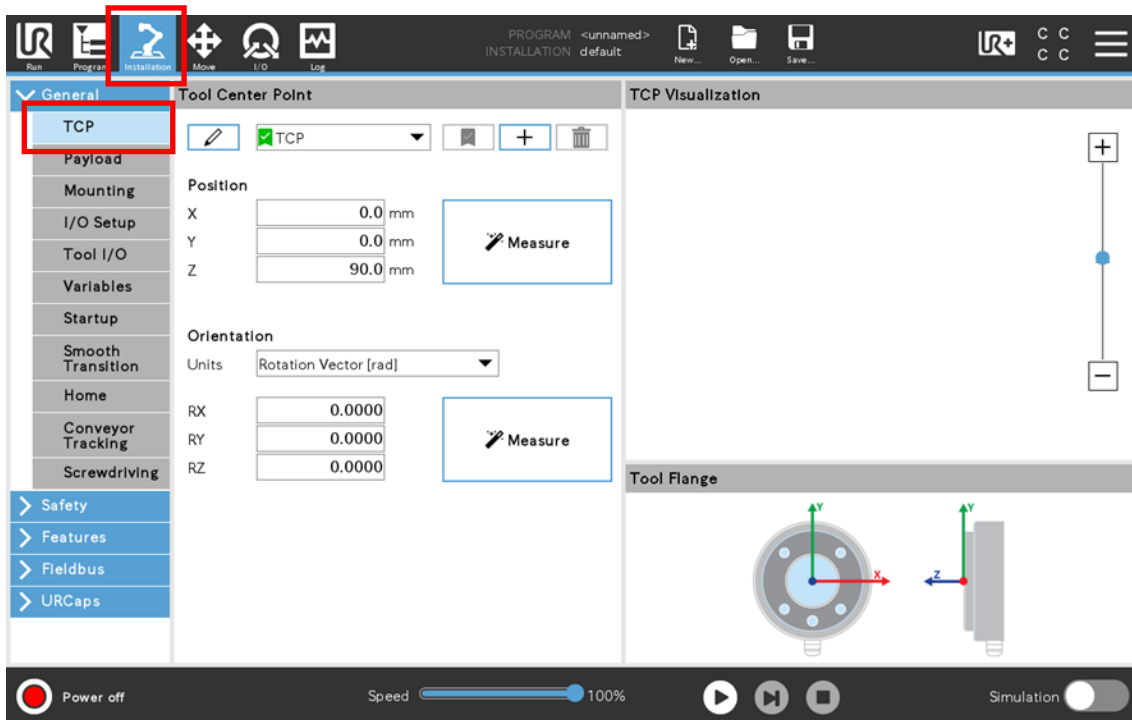 PROGRAM <unnamed>
INSTALLATION default
UR
Run
Program
Installation
Move
I/O
Log
New...
Open...
Save...
UR+
C C
C C
General
TCP
Payload
Mounting
I/O Setup
Tool I/O
Variables
Startup
Smooth
Transition
Home
Conveyor
Tracking
Screwdriving
Safety
Features
Fieldbus
URCaps
Tool Center Point
TCP
Position
X 0.0 mm
Y 0.0 mm
Z 90.0 mm
Measure
Orientation
Units Rotation Vector [rad]
RX 0.0000
RY 0.0000
RZ 0.0000
Measure
TCP Visualization
Tool Flange
Y
X
Y
Z
Power off
Speed 100%
Simulation